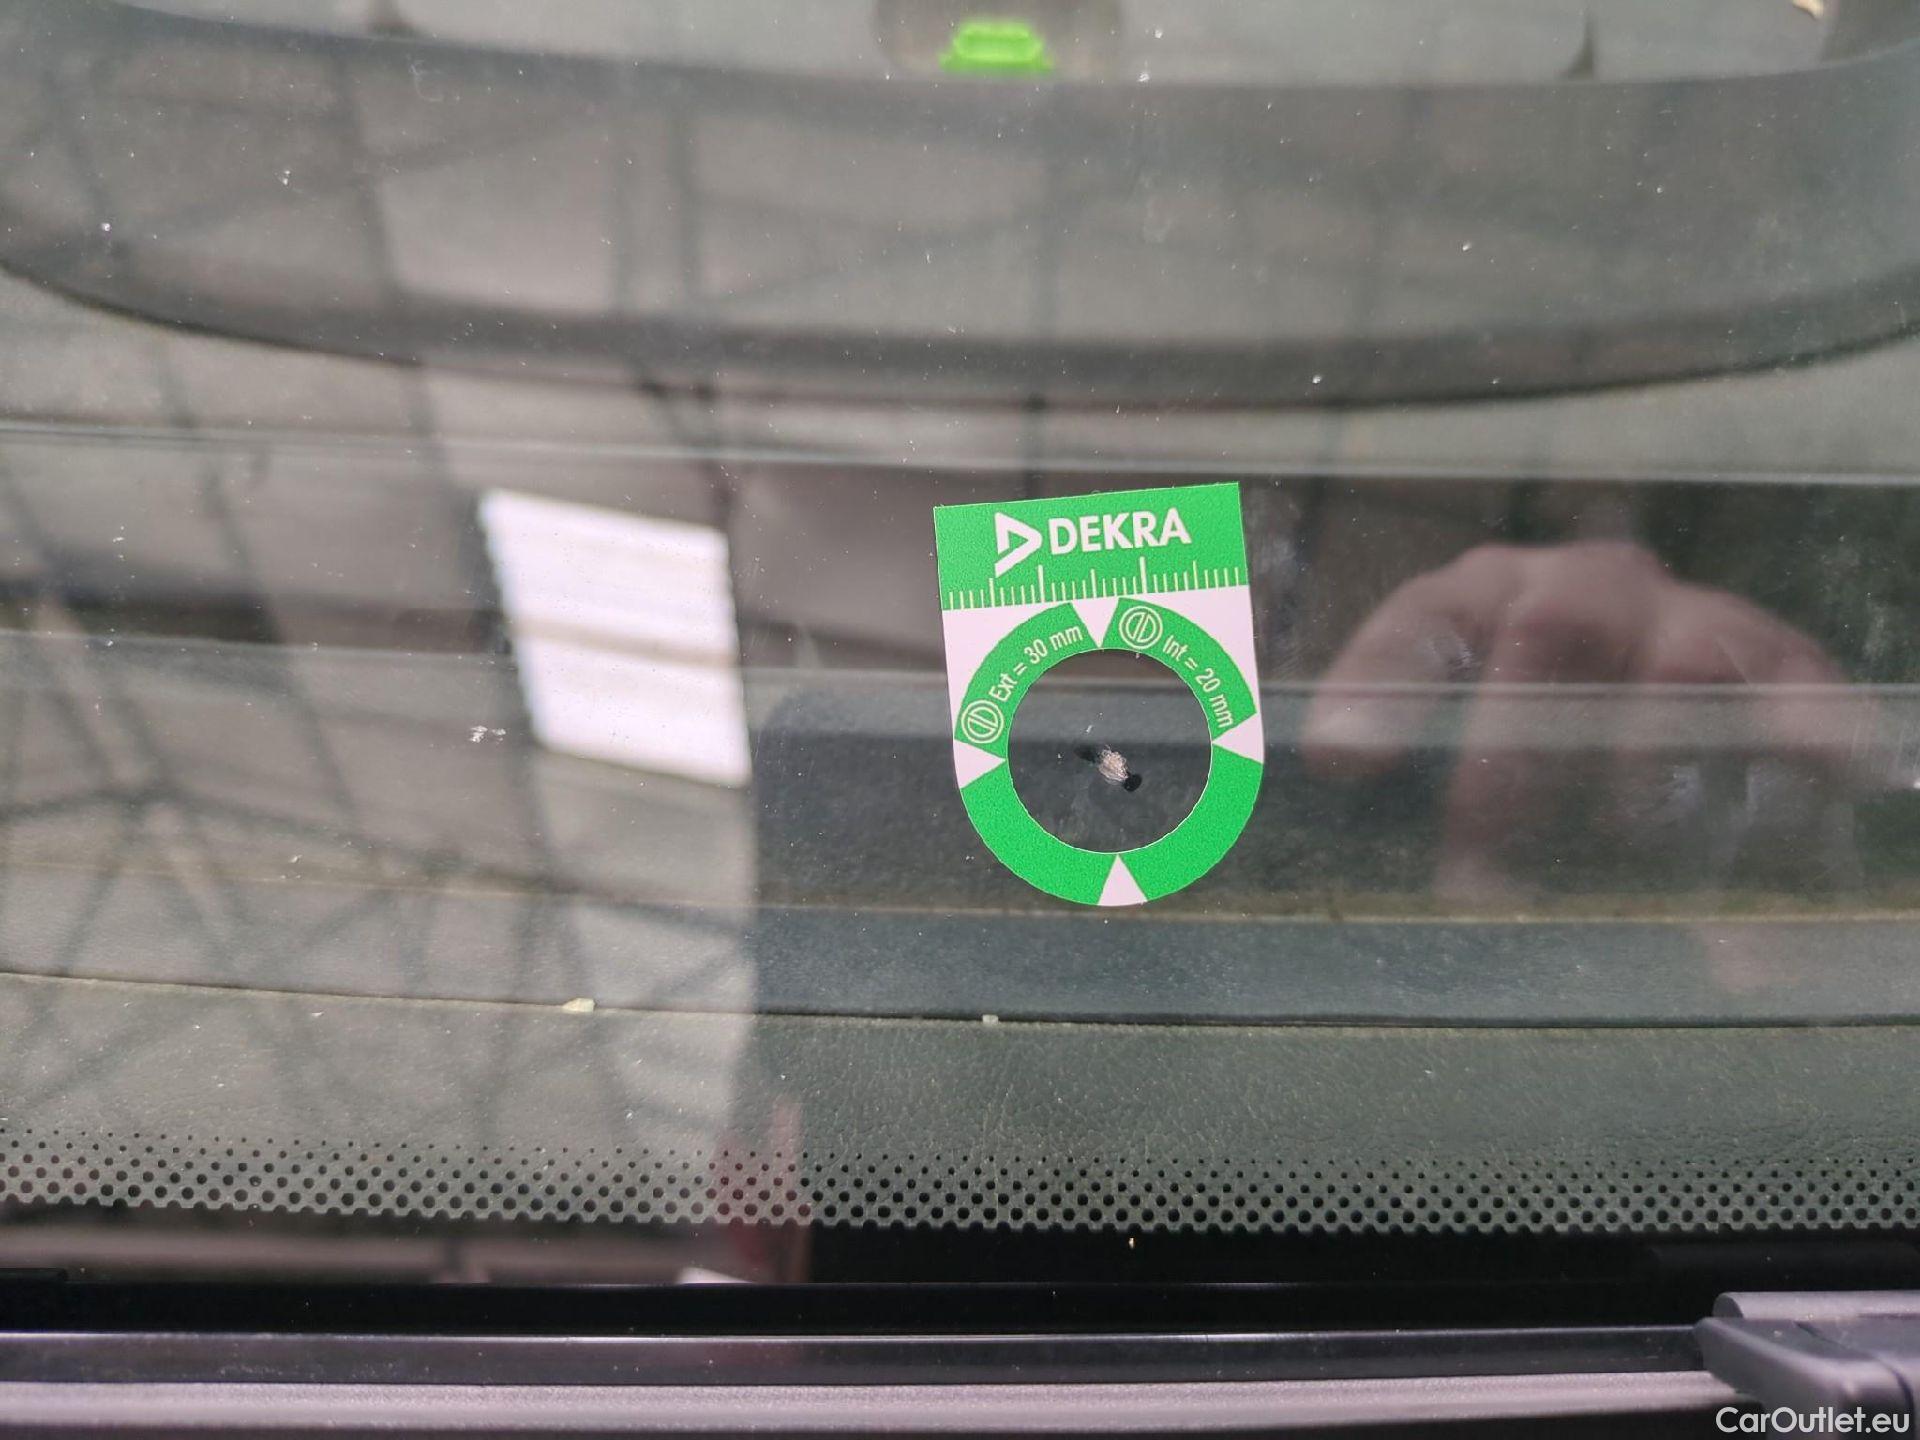 DEKRA
Ext = 30 mm
Int = 20 mm
CarOutlet.eu